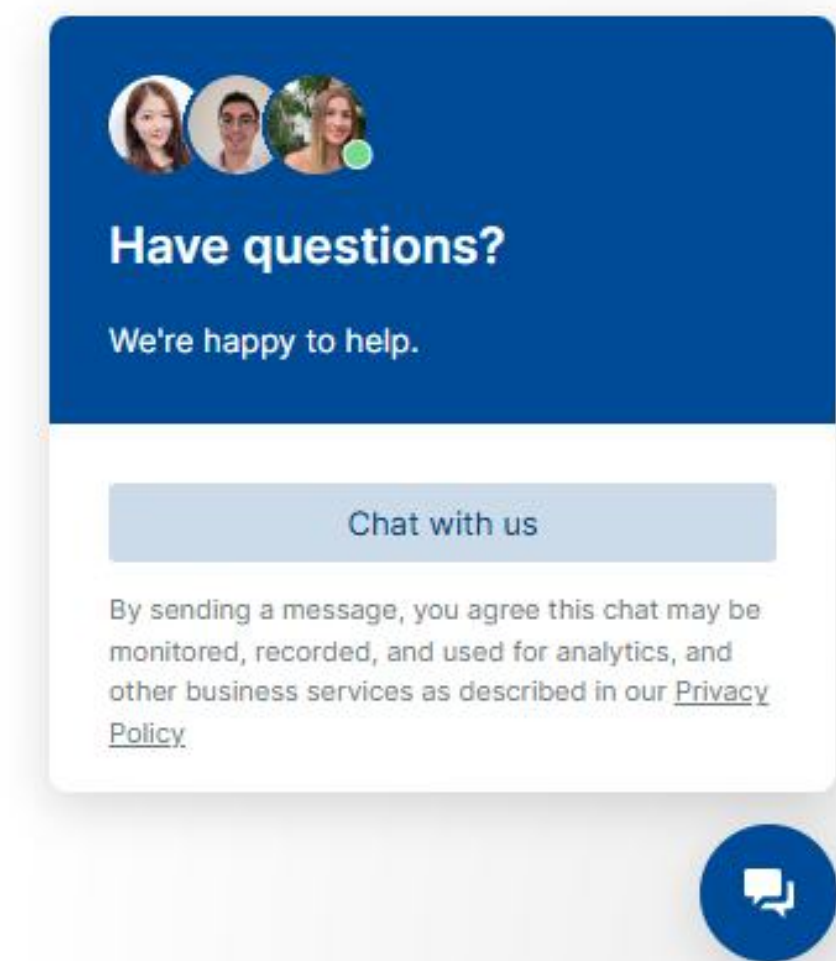 Have questions?
We're happy to help.
Chat with us
By sending a message, you agree this chat may be
monitored, recorded, and used for analytics, and
other business services as described in our Privacy
Policy